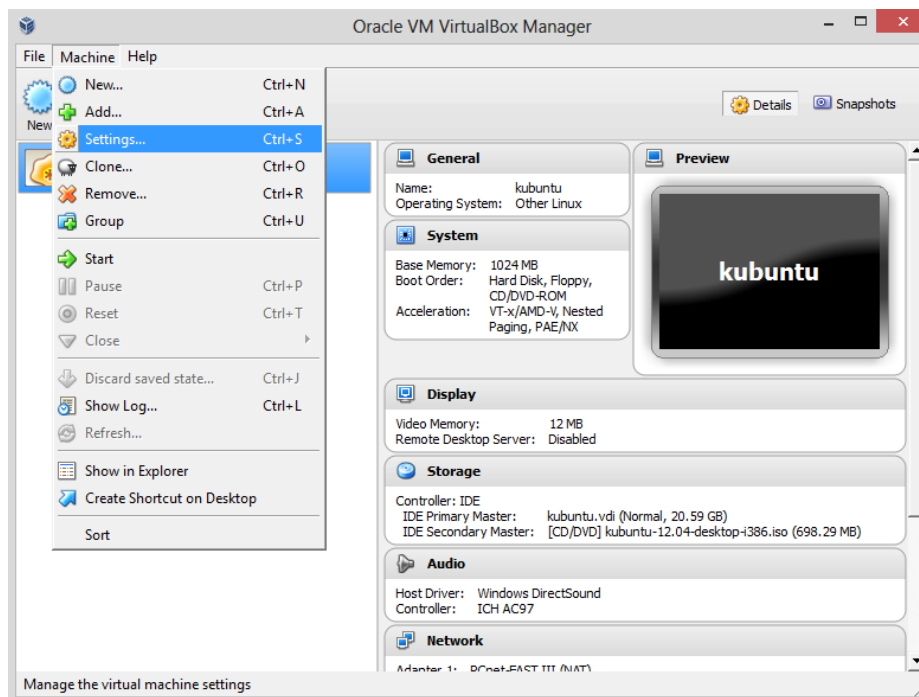 Oracle VM VirtualBox Manager
File Machine Help
New
Details Snapshots
New... Ctrl+N
Add... Ctrl+A
Settings... Ctrl+S
Clone... Ctrl+O
Remove... Ctrl+R
Group Ctrl+U
Start
Pause Ctrl+P
Reset Ctrl+T
Close
Discard saved state... Ctrl+J
Show Log... Ctrl+L
Refresh...
Show in Explorer
Create Shortcut on Desktop
Sort
General
Name: kubuntu
Operating System: Other Linux
System
Base Memory: 1024 MB
Boot Order: Hard Disk, Floppy,
CD/DVD-ROM
Acceleration: VT-x/AMD-V, Nested
Paging, PAE/NX
Preview
kubuntu
Display
Video Memory: 12 MB
Remote Desktop Server: Disabled
Storage
Controller: IDE
IDE Primary Master: kubuntu.vdi (Normal, 20.59 GB)
IDE Secondary Master: [CD/DVD] kubuntu-12.04-desktop-i386.iso (698.29 MB)
Audio
Host Driver: Windows DirectSound
Controller: ICH AC97
Network
Adapter 1: PCnet-FAST III (NAT)
Manage the virtual machine settings